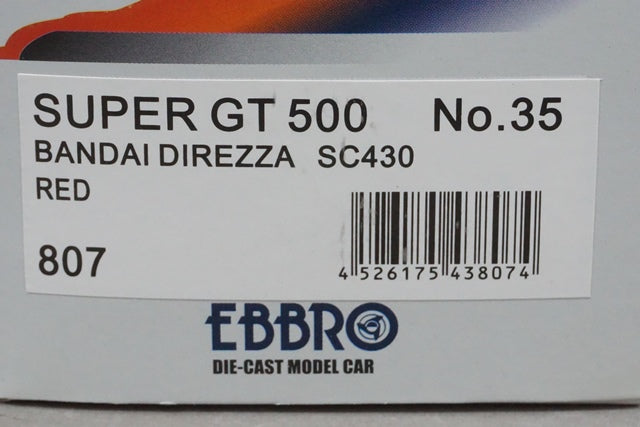 SUPER GT 500 No.35
BANDAI DIREZZA SC430
RED
807
4 526175 438074
EBBRO
DIE-CAST MODEL CAR